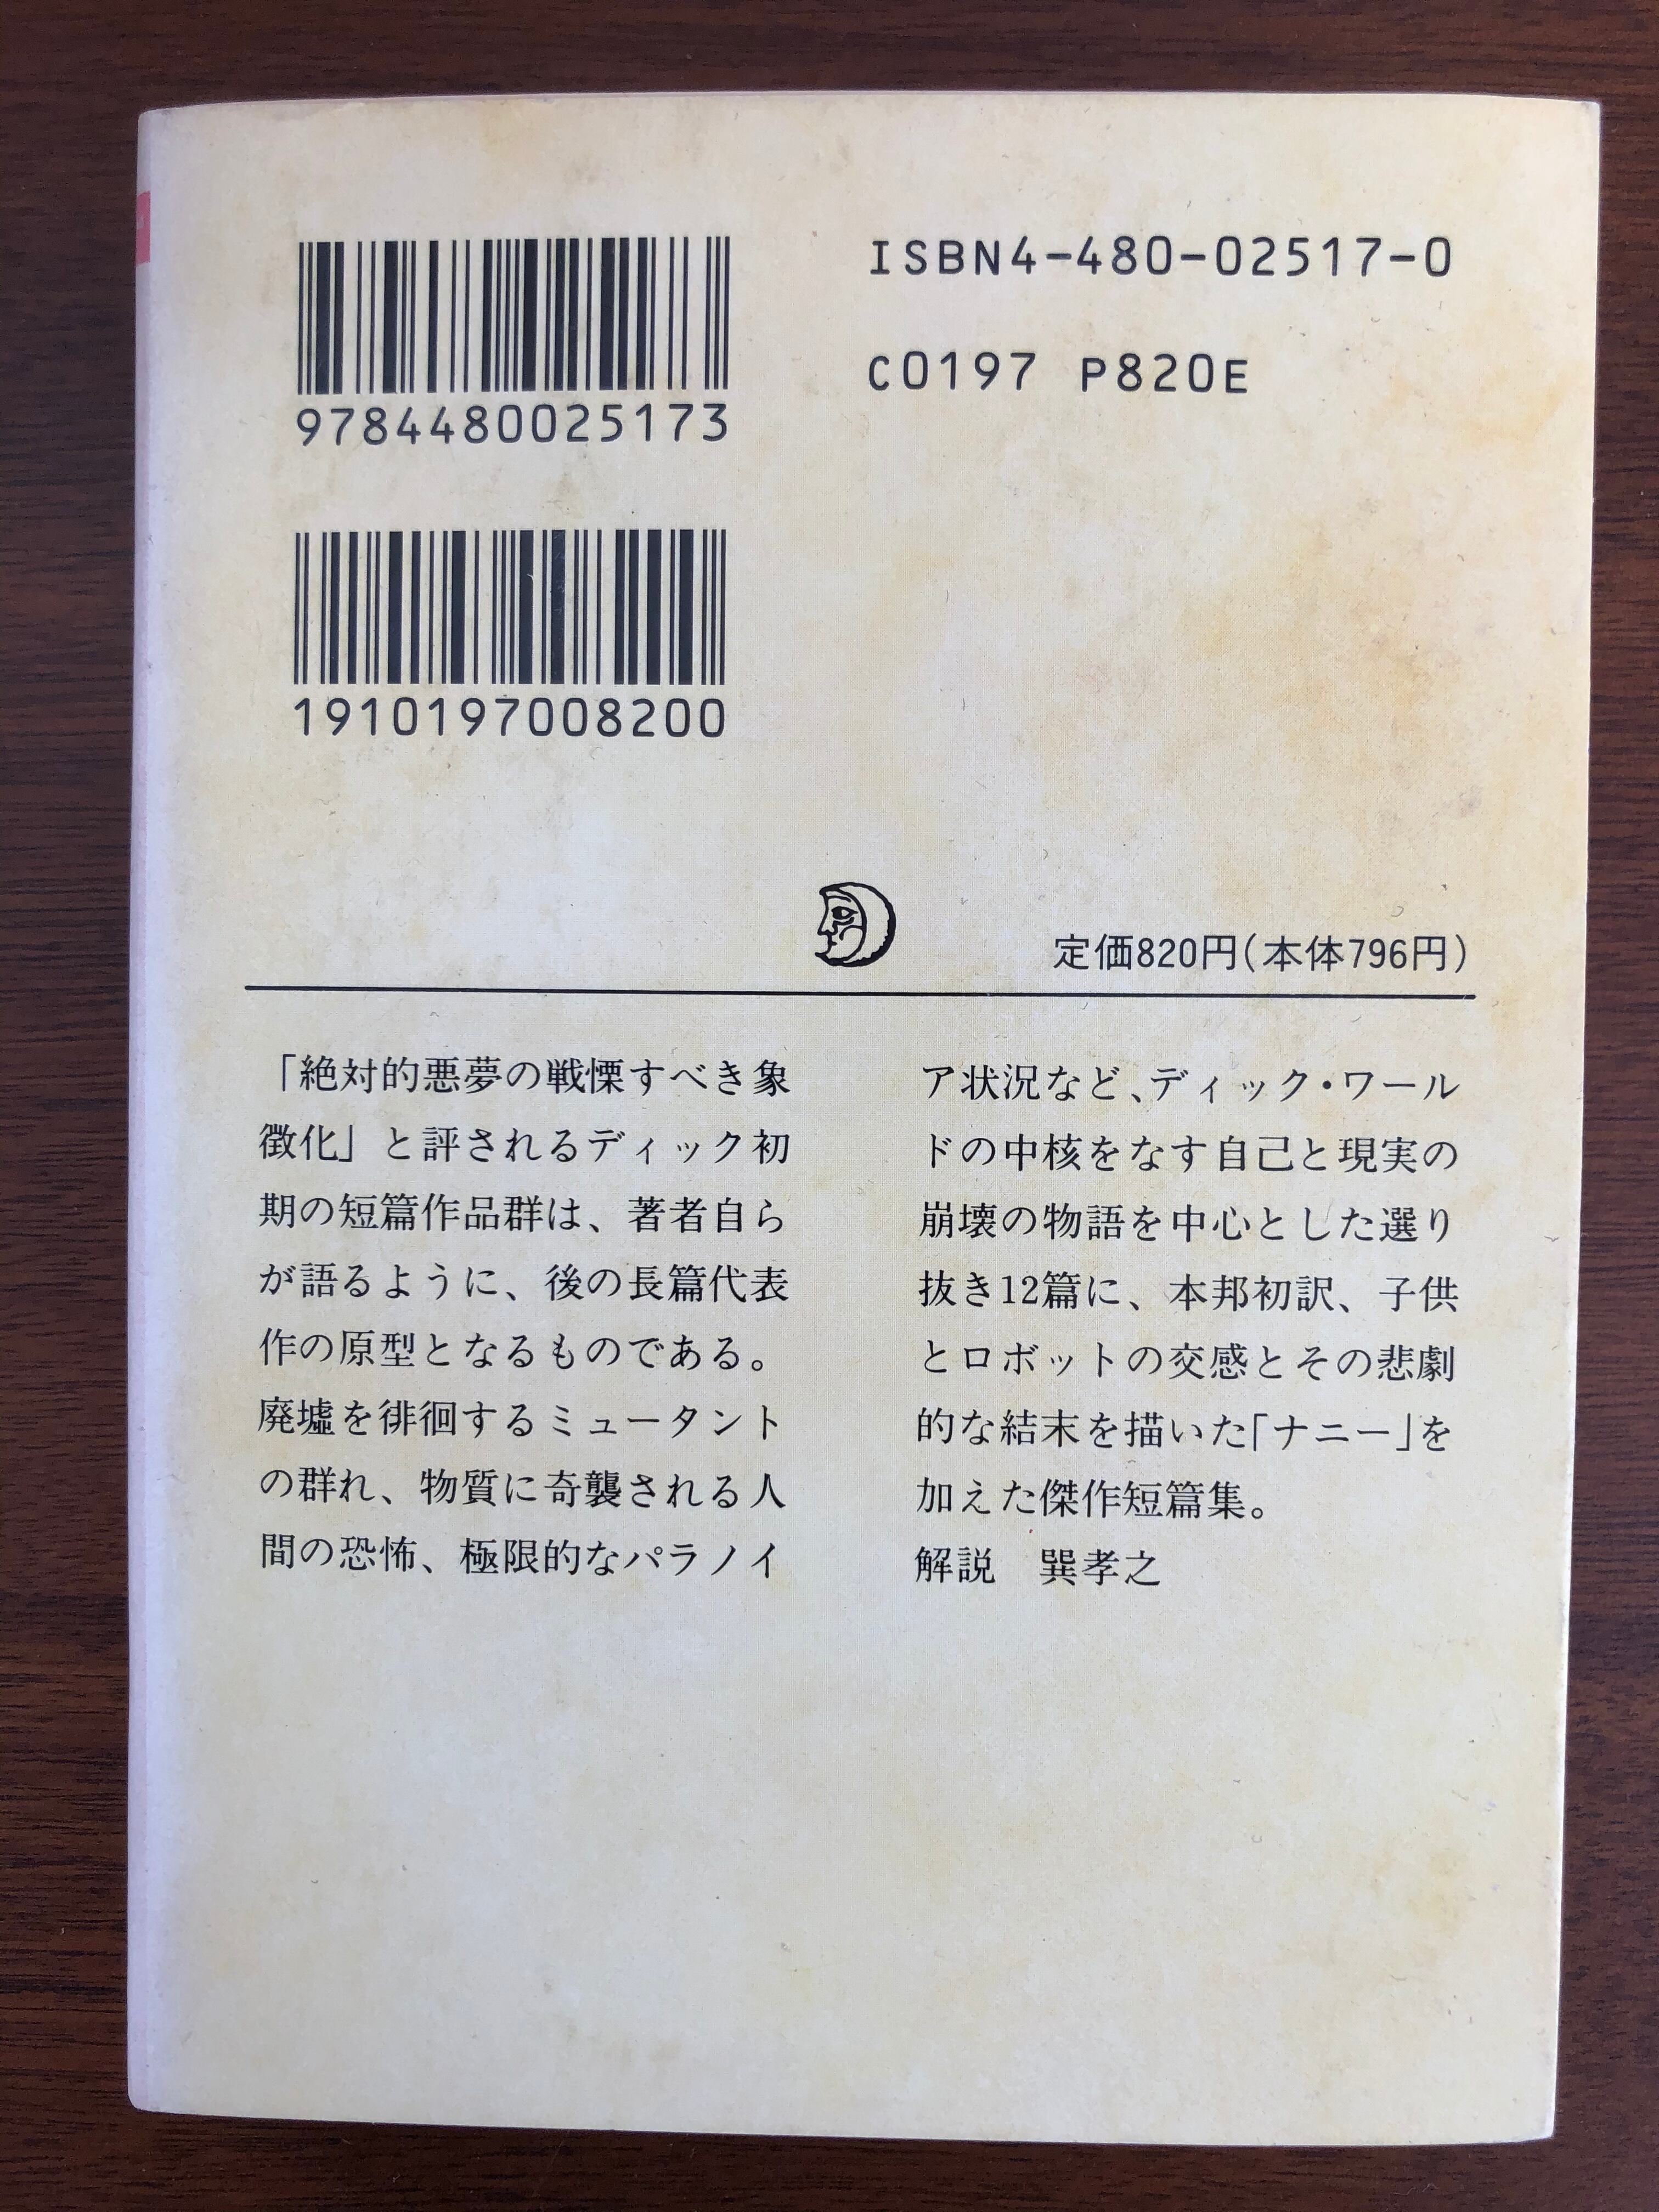 9784480025173
1910197008200
ISBN4-480-02517-0
C0197 P820E
定価820円(本体796円)
「絶対的悪夢の戦慄すべき象
徴化」と評されるディック初
期の短篇作品群は、著者自ら
が語るように、後の長篇代表
作の原型となるものである。
廃墟を徘徊するミュータント
の群れ、物質に奇襲される人
間の恐怖、極限的なパラノイ
ア状況など、ディック・ワール
ドの中核をなす自己と現実の
崩壊の物語を中心とした選り
抜き12篇に、本邦初訳、子供
とロボットの交感とその悲劇
的な結末を描いた「ナニー」を
加えた傑作短篇集。
解説　巽孝之